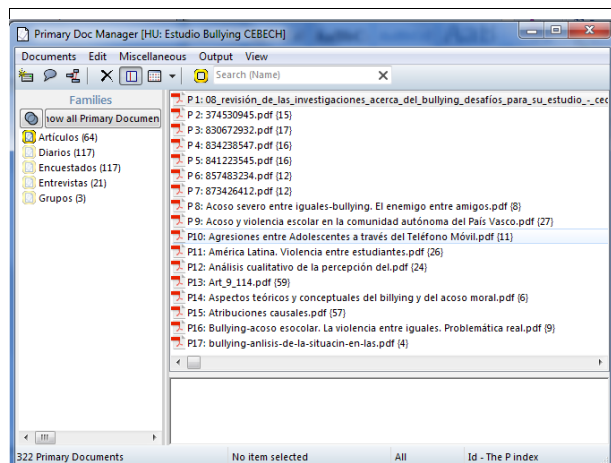 Primary Doc Manager [HU: Estudio Bullying CEBECH]
Documents Edit Miscellaneous Output View
Search (Name)
Families
now all Primary Documen
Artículos (64)
Diarios (117)
Encuestados (117)
Entrevistas (21)
Grupos (3)
P 1: 08_revisión_de_las_investigaciones_acerca_del_bullying_desafíos_para_su_estudio_-_cec
P 2: 374530945.pdf {15}
P 3: 830672932.pdf {17}
P 4: 834238547.pdf {16}
P 5: 841223545.pdf {16}
P 6: 857483234.pdf {12}
P 7: 873426412.pdf {12}
P 8: Acoso severo entre iguales-bullying. El enemigo entre amigos.pdf {8}
P 9: Acoso y violencia escolar en la comunidad autónoma del País Vasco.pdf {27}
P10: Agresiones entre Adolescentes a través del Teléfono Móvil.pdf {11}
P11: América Latina. Violencia entre estudiantes.pdf {26}
P12: Análisis cualitativo de la percepción del.pdf {24}
P13: Art_9_114.pdf {59}
P14: Aspectos teóricos y conceptuales del billying y del acoso moral.pdf {6}
P15: Atribuciones causales.pdf {57}
P16: Bullying-acoso esocolar. La violencia entre iguales. Problemática real.pdf {9}
P17: bullying-anlisis-de-la-situacin-en-las.pdf {4}
322 Primary Documents No item selected All Id - The P index